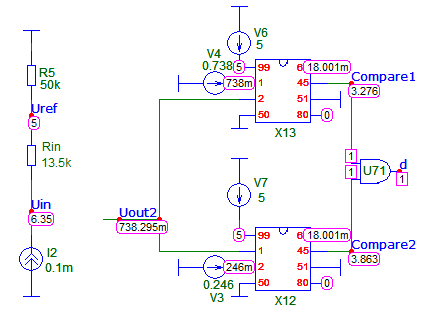 V6
5
R5
50k
Uref
5
Rin
13.5k
Uin
6.35
I2
0.1m
V4
0.738
738m
5
99
6
18.001m
1
45
2
51
50
80
0
X13
Compare1
3.276
1
1
U71
d
1
V7
5
Uout2
738.295m
5
99
6
18.001m
246m
1
45
2
51
50
80
0
0.246
V3
X12
Compare2
3.863